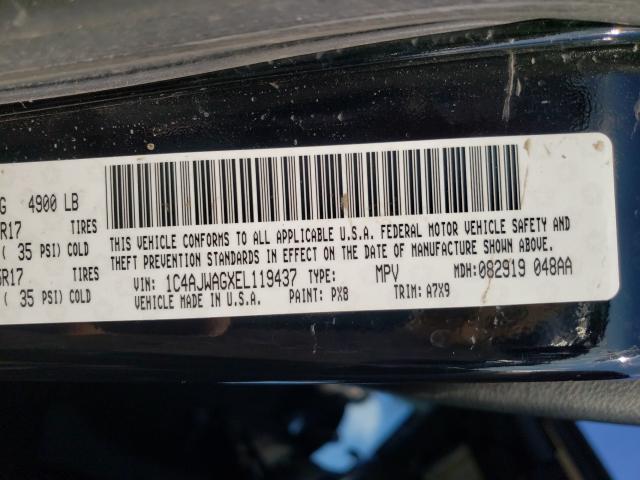 G 4900 LB
R17 TIRES
( 35 PSI) COLD
R17 TIRES
( 35 PSI) COLD
THIS VEHICLE CONFORMS TO ALL APPLICABLE U.S.A. FEDERAL MOTOR VEHICLE SAFETY AND
THEFT PREVENTION STANDARDS IN EFFECT ON THE DATE OF MANUFACTURE SHOWN ABOVE.
VIN: 1C4AJWAGXEL119437 TYPE: MPV MDH: 082919 048AA
VEHICLE MADE IN U.S.A. PAINT: PX8 TRIM: A7X9